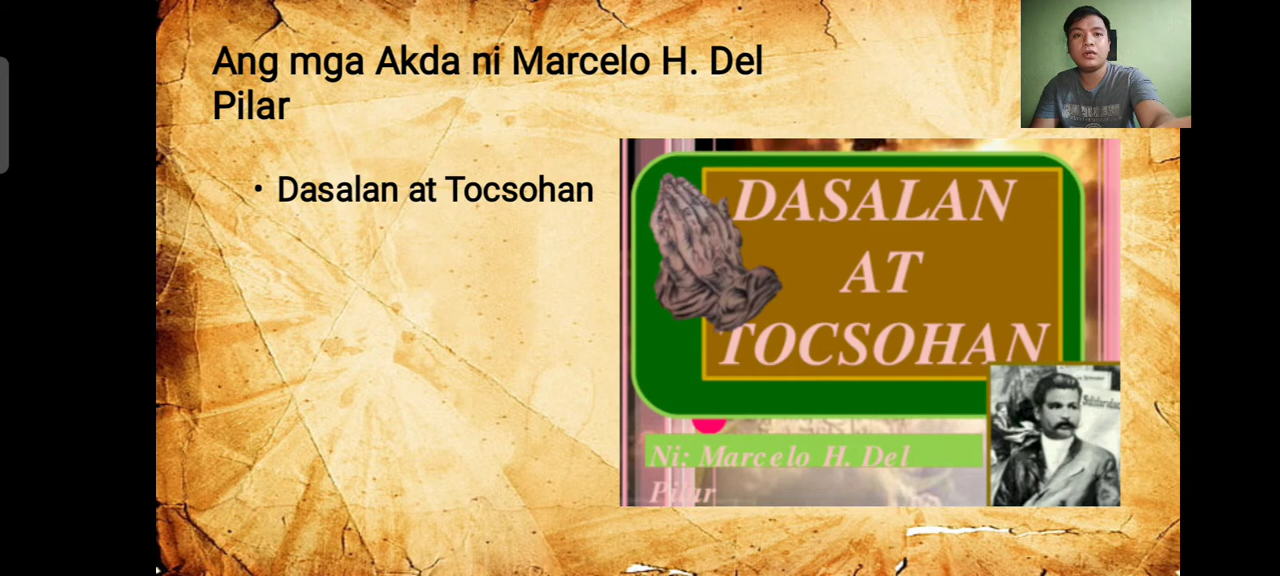 Ang mga Akda ni Marcelo H. Del
Pilar
• Dasalan at Tocsohan
DASALAN
AT
TOCSOHAN
Ni: Marcelo H. Del
Pilar